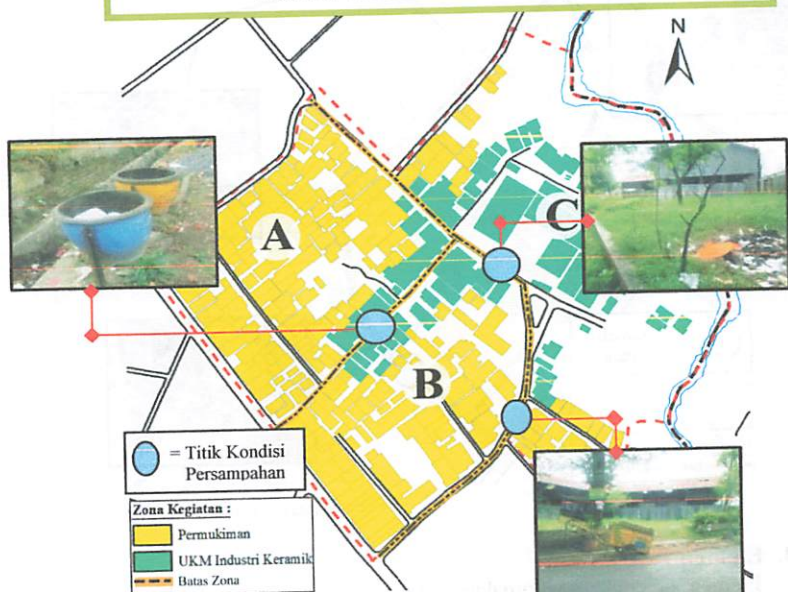 N
A
C
B
= Titik Kondisi
Persampahan
Zona Kegiatan :
Permukiman
UKM Industri Keramik
Batas Zona